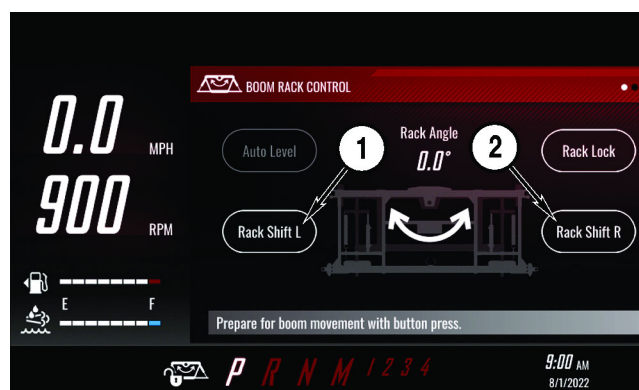 BOOM RACK CONTROL
0.0 MPH
900 RPM
Auto Level
1
Rack Angle
0.0°
2
Rack Lock
Rack Shift L
Rack Shift R
E F
Prepare for boom movement with button press.
P R N M 1 2 3 4
9:00 AM
8/1/2022